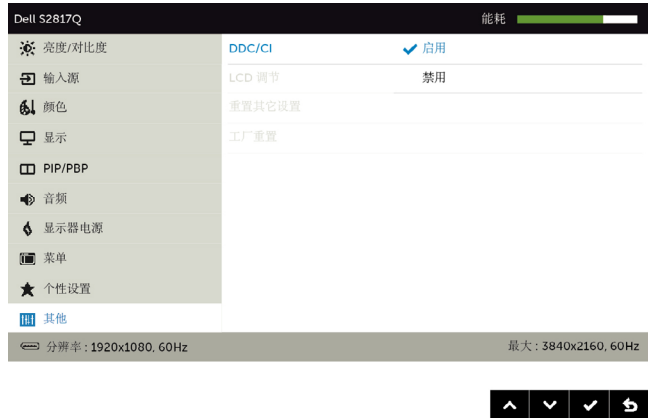 Dell S2817Q 能耗
亮度/对比度 DDC/CI 启用
输入源 LCD 调节 禁用
颜色 重置其它设置
显示 工厂重置
PIP/PBP
音频
显示器电源
菜单
个性设置
其他
分辨率 : 1920x1080, 60Hz 最大 : 3840x2160, 60Hz